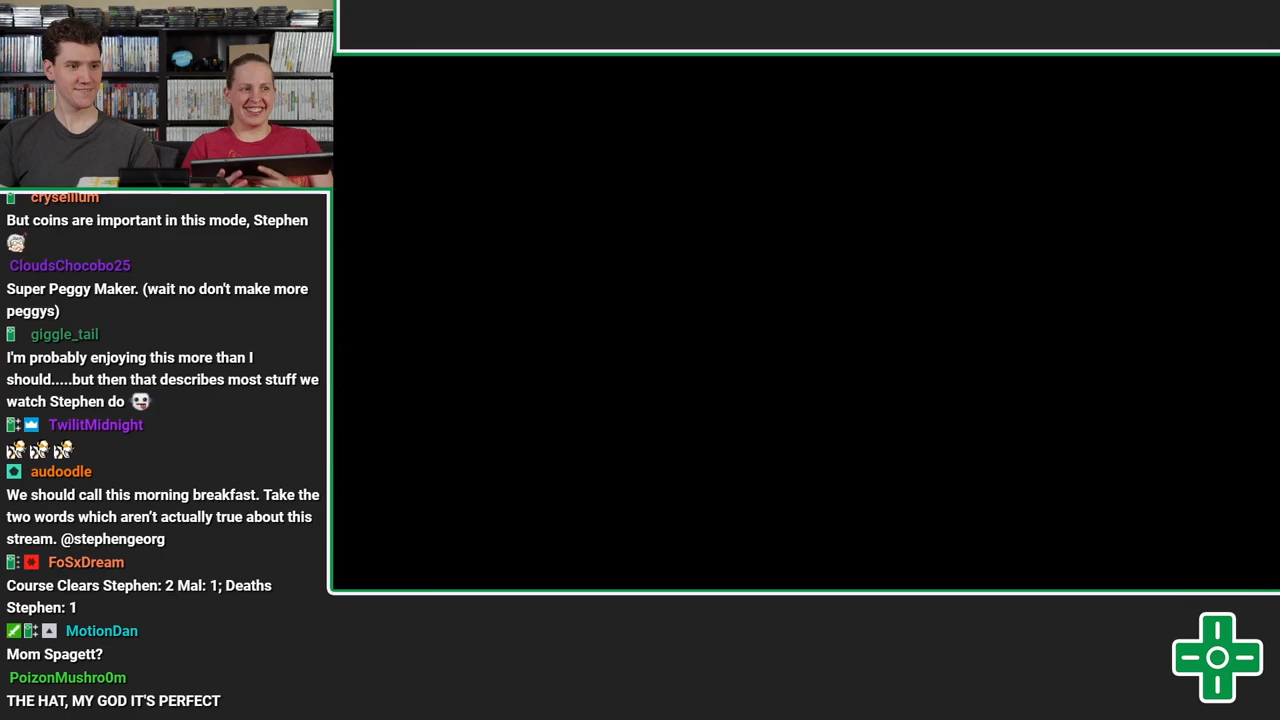 crysellium
But coins are important in this mode, Stephen
CloudsChocobo25
Super Peggy Maker. (wait no don't make more
peggys)
giggle_tail
I'm probably enjoying this more than I
should.....but then that describes most stuff we
watch Stephen do
TwilitMidnight
audoodle
We should call this morning breakfast. Take the
two words which aren’t actually true about this
stream. @stephengeorg
FoSxDream
Course Clears Stephen: 2 Mal: 1; Deaths
Stephen: 1
MotionDan
Mom Spagett?
PoizonMushro0m
THE HAT, MY GOD IT'S PERFECT